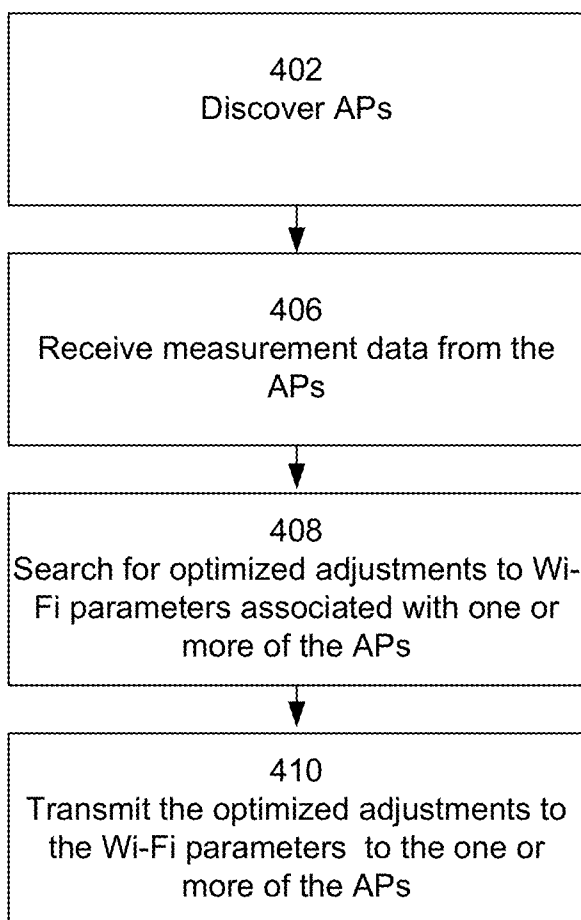 402
Discover APs
406
Receive measurement data from the
APs
408
Search for optimized adjustments to Wi-
Fi parameters associated with one or
more of the APs
410
Transmit the optimized adjustments to
the Wi-Fi parameters to the one or
more of the APs